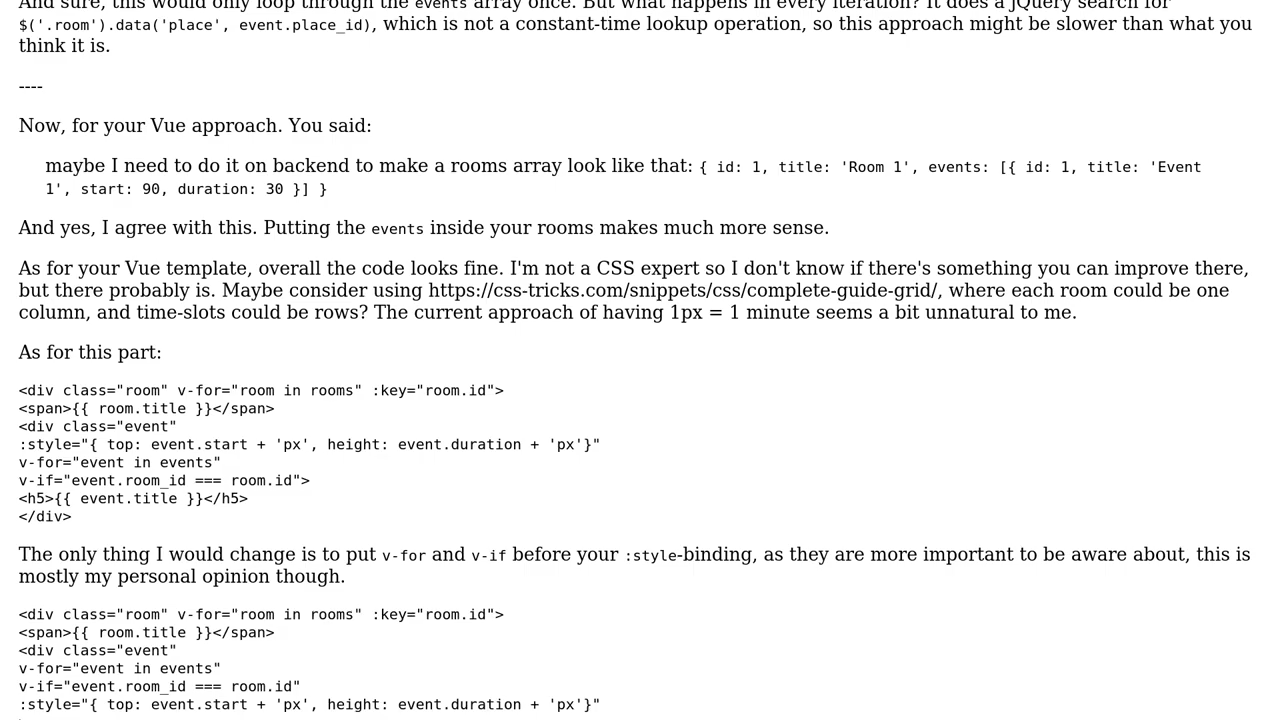 And sure, this would only loop through the events array once. But what happens in every iteration? It does a jQuery search for
$('.room').data('place', event.place_id), which is not a constant-time lookup operation, so this approach might be slower than what you
think it is.
----
Now, for your Vue approach. You said:
maybe I need to do it on backend to make a rooms array look like that: { id: 1, title: 'Room 1', events: [{ id: 1, title: 'Event
1', start: 90, duration: 30 }] }
And yes, I agree with this. Putting the events inside your rooms makes much more sense.
As for your Vue template, overall the code looks fine. I'm not a CSS expert so I don't know if there's something you can improve there,
but there probably is. Maybe consider using https://css-tricks.com/snippets/css/complete-guide-grid/, where each room could be one
column, and time-slots could be rows? The current approach of having 1px = 1 minute seems a bit unnatural to me.
As for this part:
<div class="room" v-for="room in rooms" :key="room.id">
<span>{{ room.title }}</span>
<div class="event"
:style="{ top: event.start + 'px', height: event.duration + 'px'}"
v-for="event in events"
v-if="event.room_id === room.id">
<h5>{{ event.title }}</h5>
</div>
The only thing I would change is to put v-for and v-if before your :style-binding, as they are more important to be aware about, this is
mostly my personal opinion though.
<div class="room" v-for="room in rooms" :key="room.id">
<span>{{ room.title }}</span>
<div class="event"
v-for="event in events"
v-if="event.room_id === room.id"
:style="{ top: event.start + 'px', height: event.duration + 'px'}"